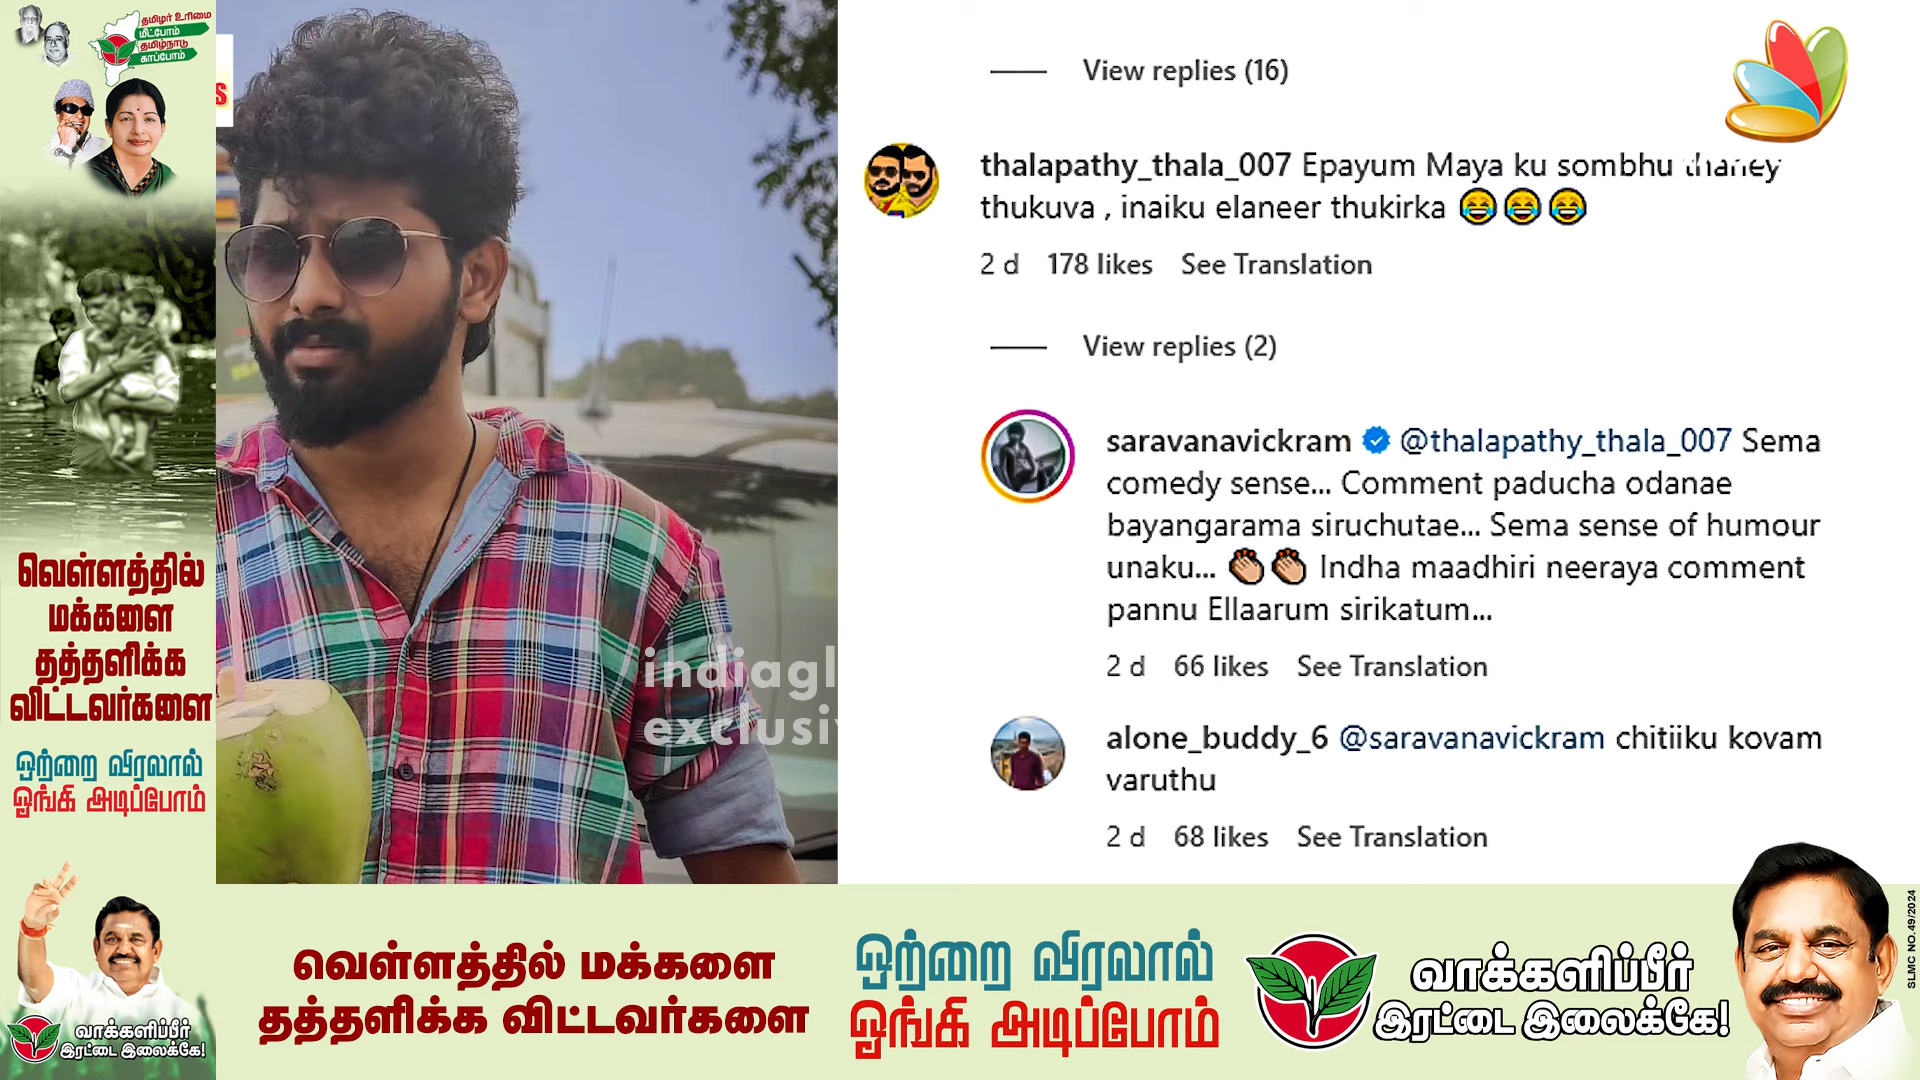 தமிழர் உரிமை
மீட்போம்
தமிழ்நாடு
காப்போம்
S
வெள்ளத்தில்
மக்களை
தத்தளிக்க
விட்டவர்களை
ஒற்றை விரலால்
ஓங்கி அடிப்போம்
வாக்களிப்பீர்
இரட்டை இலைக்கே!
indiagl
exclusiv
View replies (16)
thalapathy_thala_007 Epayum Maya ku sombhu thaney
thukuva , inaiku elaneer thukirka 😂😂😂
2 d 178 likes See Translation
View replies (2)
saravanavickram @thalapathy_thala_007 Sema
comedy sense... Comment paducha odanae
bayangarama siruchutae... Sema sense of humour
unaku... 👏👏 Indha maadhiri neeraya comment
pannu Ellaarum sirikatum...
2 d 66 likes See Translation
alone_buddy_6 @saravanavickram chitiiku kovam
varuthu
2 d 68 likes See Translation
வெள்ளத்தில் மக்களை
தத்தளிக்க விட்டவர்களை
ஒற்றை விரலால்
ஓங்கி அடிப்போம்
வாக்களிப்பீர்
இரட்டை இலைக்கே!
SLMC NO.49/2024